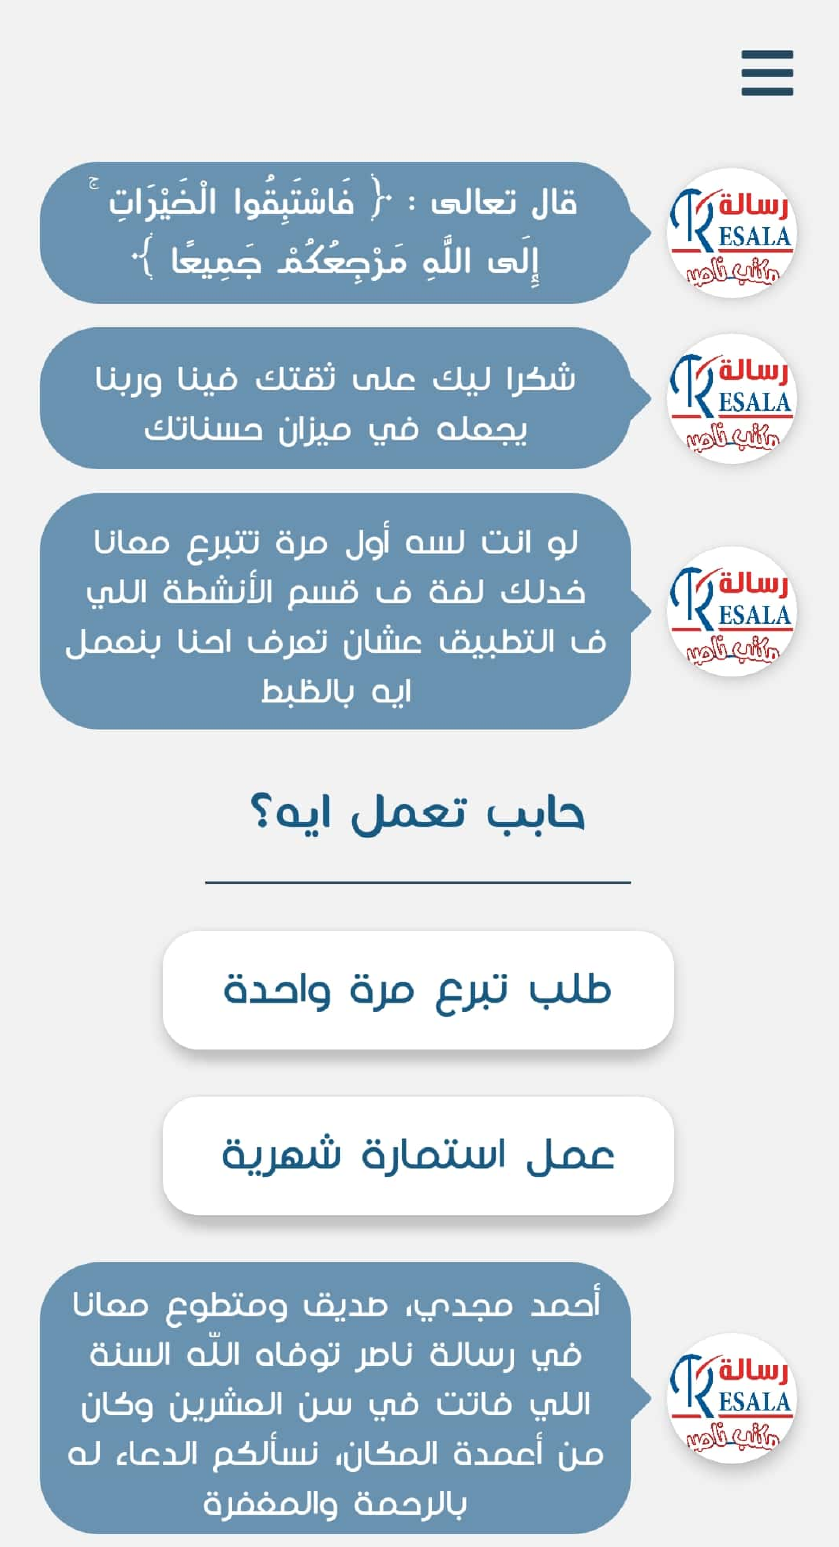 قال تعالى : ﴿ فَاسْتَبِقُوا الْخَيْرَاتِ ۚ
إِلَى اللَّهِ مَرْجِعُكُمْ جَمِيعًا ﴾
رسالة
RESALA
مكتب ناصر
شكرا ليك على ثقتك فينا وربنا
يجعله في ميزان حسناتك
رسالة
RESALA
مكتب ناصر
لو انت لسه أول مرة تتبرع معانا
خدلك لفة ف قسم الأنشطة اللي
ف التطبيق عشان تعرف احنا بنعمل
ايه بالظبط
رسالة
RESALA
مكتب ناصر
حابب تعمل ايه؟
طلب تبرع مرة واحدة
عمل استمارة شهرية
أحمد مجدي، صديق ومتطوع معانا
في رسالة ناصر توفاه الله السنة
اللي فاتت في سن العشرين وكان
من أعمدة المكان، نسألكم الدعاء له
بالرحمة والمغفرة
رسالة
RESALA
مكتب ناصر